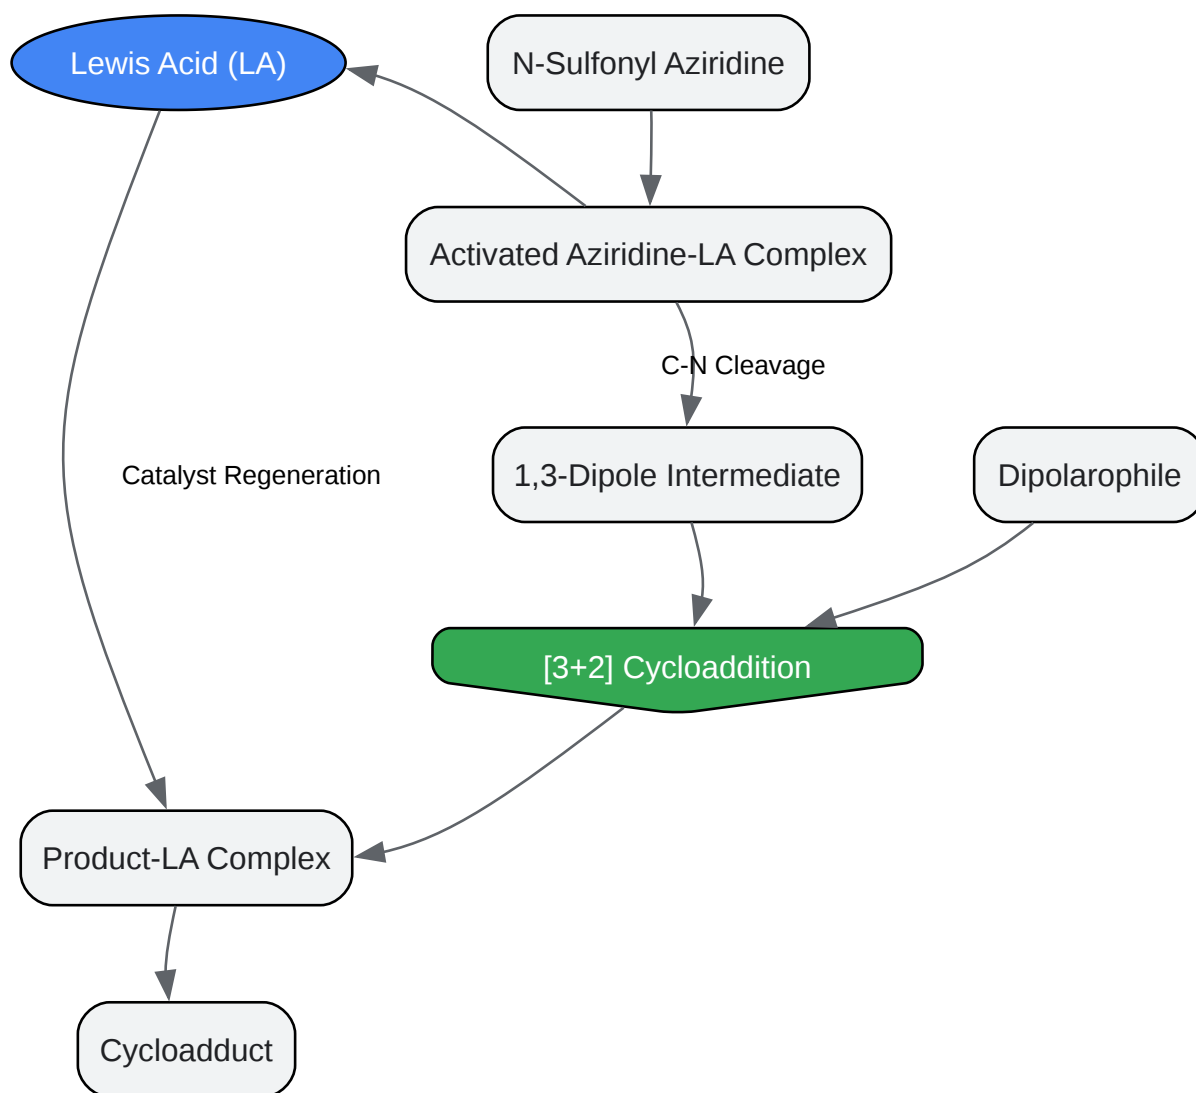 Lewis Acid (LA)
N-Sulfonyl Aziridine
Activated Aziridine-LA Complex
C-N Cleavage
Catalyst Regeneration
1,3-Dipole Intermediate
Dipolarophile
[3+2] Cycloaddition
Product-LA Complex
Cycloadduct